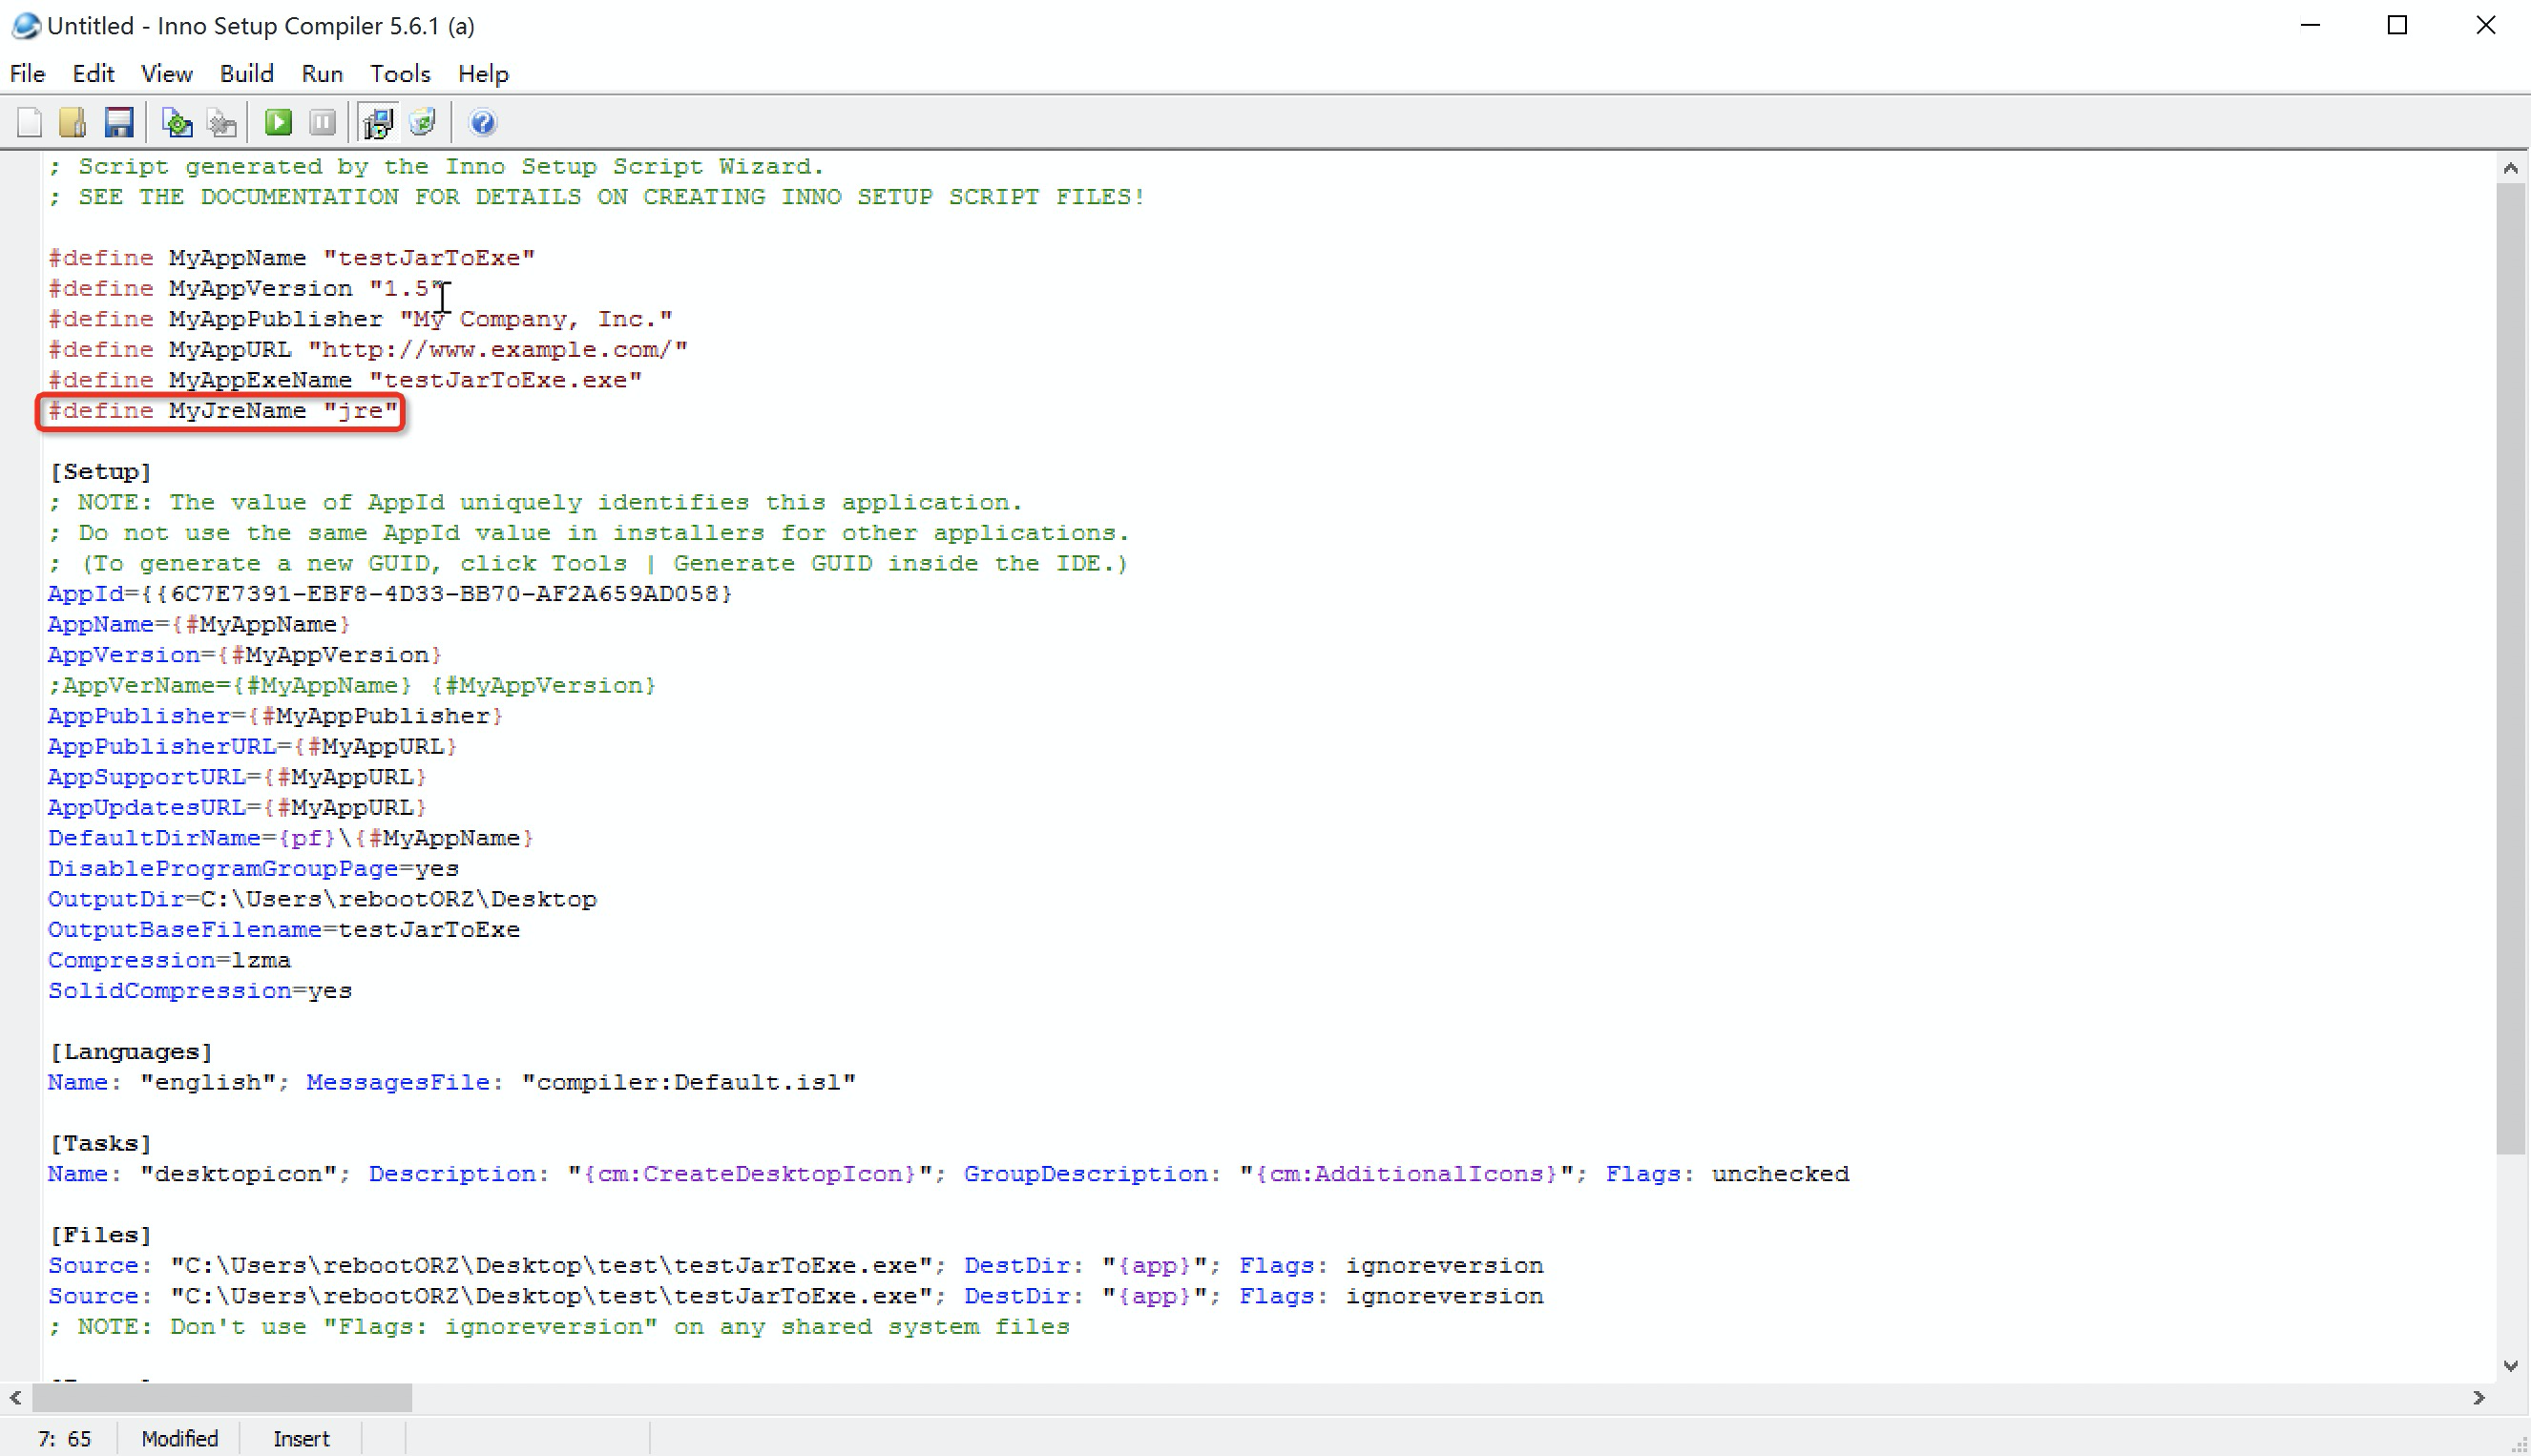 Untitled - Inno Setup Compiler 5.6.1 (a)
File Edit View Build Run Tools Help
; Script generated by the Inno Setup Script Wizard.
; SEE THE DOCUMENTATION FOR DETAILS ON CREATING INNO SETUP SCRIPT FILES!
#define MyAppName "testJarToExe"
#define MyAppVersion "1.5"
#define MyAppPublisher "My Company, Inc."
#define MyAppURL "http://www.example.com/"
#define MyAppExeName "testJarToExe.exe"
#define MyJreName "jre"
[Setup]
; NOTE: The value of AppId uniquely identifies this application.
; Do not use the same AppId value in installers for other applications.
; (To generate a new GUID, click Tools | Generate GUID inside the IDE.)
AppId={{6C7E7391-EBF8-4D33-BB70-AF2A659AD058}
AppName={#MyAppName}
AppVersion={#MyAppVersion}
;AppVerName={#MyAppName} {#MyAppVersion}
AppPublisher={#MyAppPublisher}
AppPublisherURL={#MyAppURL}
AppSupportURL={#MyAppURL}
AppUpdatesURL={#MyAppURL}
DefaultDirName={pf}\{#MyAppName}
DisableProgramGroupPage=yes
OutputDir=C:\Users\rebootORZ\Desktop
OutputBaseFilename=testJarToExe
Compression=lzma
SolidCompression=yes
[Languages]
Name: "english"; MessagesFile: "compiler:Default.isl"
[Tasks]
Name: "desktopicon"; Description: "{cm:CreateDesktopIcon}"; GroupDescription: "{cm:AdditionalIcons}"; Flags: unchecked
[Files]
Source: "C:\Users\rebootORZ\Desktop\test\testJarToExe.exe"; DestDir: "{app}"; Flags: ignoreversion
Source: "C:\Users\rebootORZ\Desktop\test\testJarToExe.exe"; DestDir: "{app}"; Flags: ignoreversion
; NOTE: Don't use "Flags: ignoreversion" on any shared system files
7: 65 Modified Insert